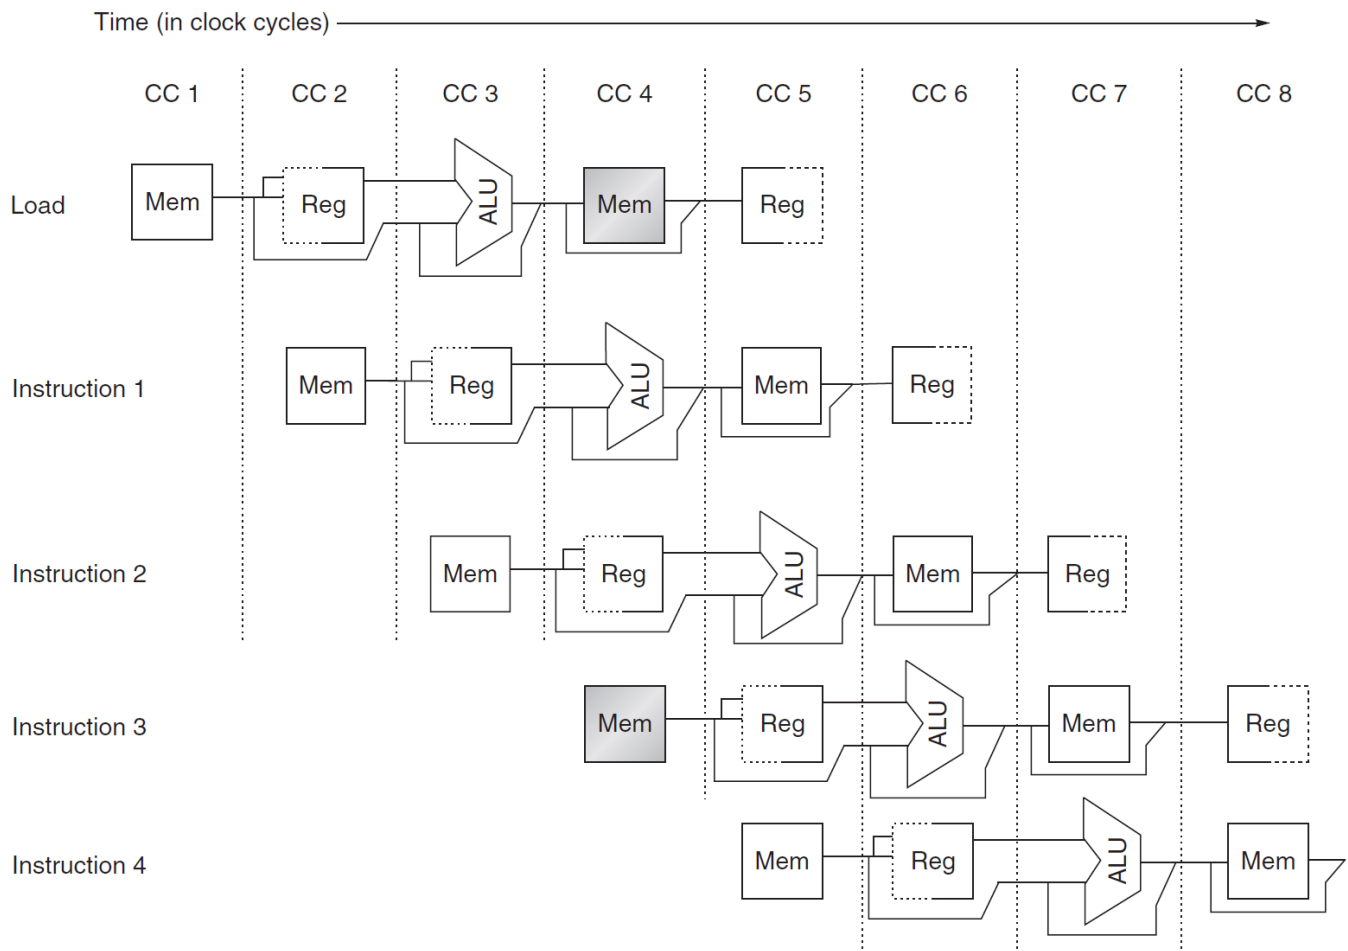 Time (in clock cycles)
CC 1 CC 2 CC 3 CC 4 CC 5 CC 6 CC 7 CC 8
Load Mem Reg ALU Mem Reg
Instruction 1 Mem Reg ALU Mem Reg
Instruction 2 Mem Reg ALU Mem Reg
Instruction 3 Mem Reg ALU Mem Reg
Instruction 4 Mem Reg ALU Mem